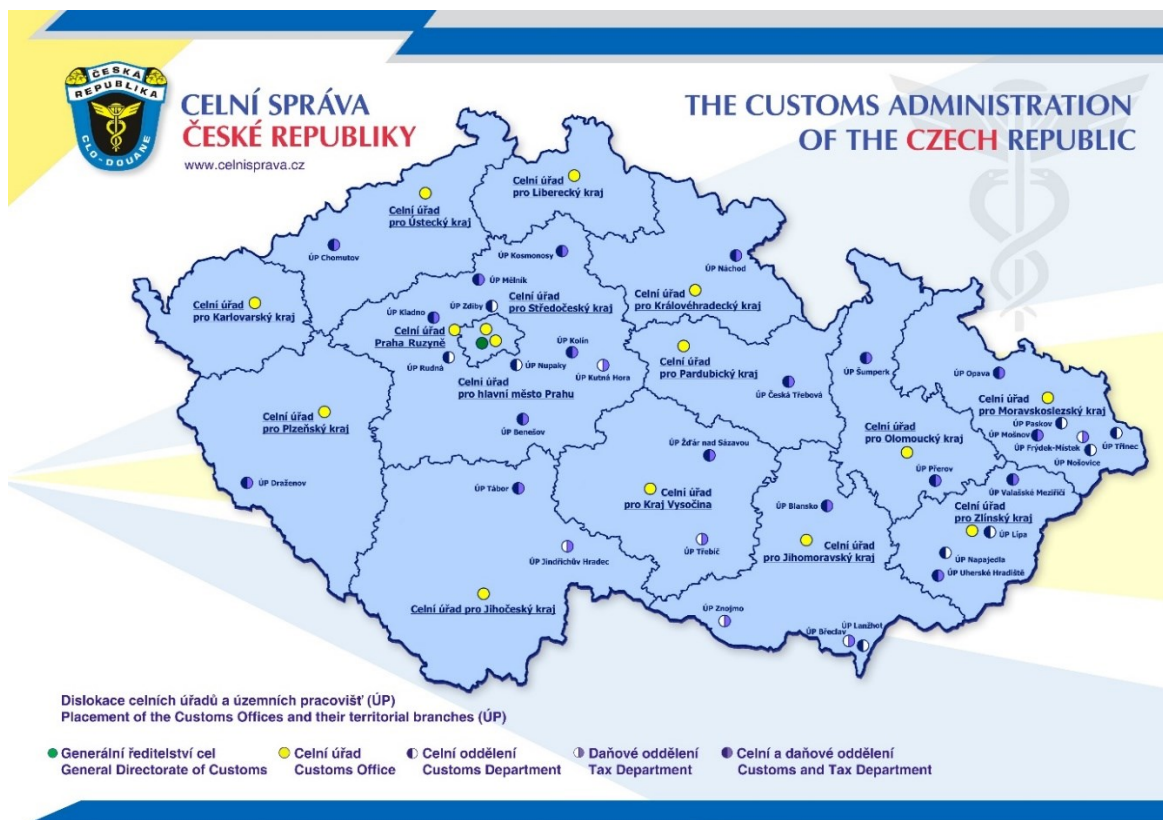 ČESKÁ
REPUBLIKA
CLO-DOUANE
CELNÍ SPRÁVA
ČESKÉ REPUBLIKY
www.celnisprava.cz
THE CUSTOMS ADMINISTRATION
OF THE CZECH REPUBLIC
Celní úřad
pro Liberecký kraj
Celní úřad
pro Ústecký kraj
ÚP Chomutov
ÚP Kosmonosy
ÚP Mělník
ÚP Náchod
Celní úřad
pro Karlovarský kraj
ÚP Zdiby
Celní úřad
pro Středočeský kraj
Celní úřad
pro Královéhradecký kraj
ÚP Kladno
Celní úřad
Praha Ruzyně
ÚP Rudná
ÚP Kolín
ÚP Nupaky
ÚP Kutná Hora
Celní úřad
pro hlavní město Prahu
Celní úřad
pro Pardubický kraj
ÚP Česká Třebová
ÚP Šumperk
ÚP Opava
Celní úřad
pro Moravskoslezský kraj
ÚP Paskov
ÚP Mošnov
ÚP Třinec
ÚP Frýdek-Místek
ÚP Nošovice
Celní úřad
pro Plzeňský kraj
ÚP Benešov
ÚP Žďár nad Sázavou
Celní úřad
pro Olomoucký kraj
ÚP Přerov
ÚP Valašské Meziříčí
ÚP Draženov
ÚP Tábor
Celní úřad
pro Kraj Vysočina
ÚP Blansko
Celní úřad
pro Zlínský kraj
ÚP Lípa
ÚP Napajedla
ÚP Uherské Hradiště
ÚP Jindřichův Hradec
ÚP Třebíč
Celní úřad
pro Jihomoravský kraj
Celní úřad pro Jihočeský kraj
ÚP Znojmo
ÚP Lanžhot
ÚP Břeclav
Dislokace celních úřadů a územních pracovišť (ÚP)
Placement of the Customs Offices and their territorial branches (ÚP)
Generální ředitelství cel
General Directorate of Customs
Celní úřad
Customs Office
Celní oddělení
Customs Department
Daňové oddělení
Tax Department
Celní a daňové oddělení
Customs and Tax Department